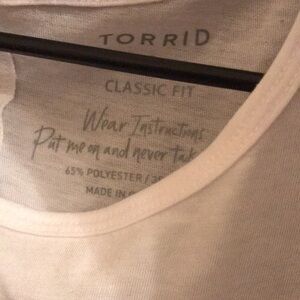 TORRID
CLASSIC FIT
Wear Instructions
Put me on and never
65% POLYESTER /
MADE IN